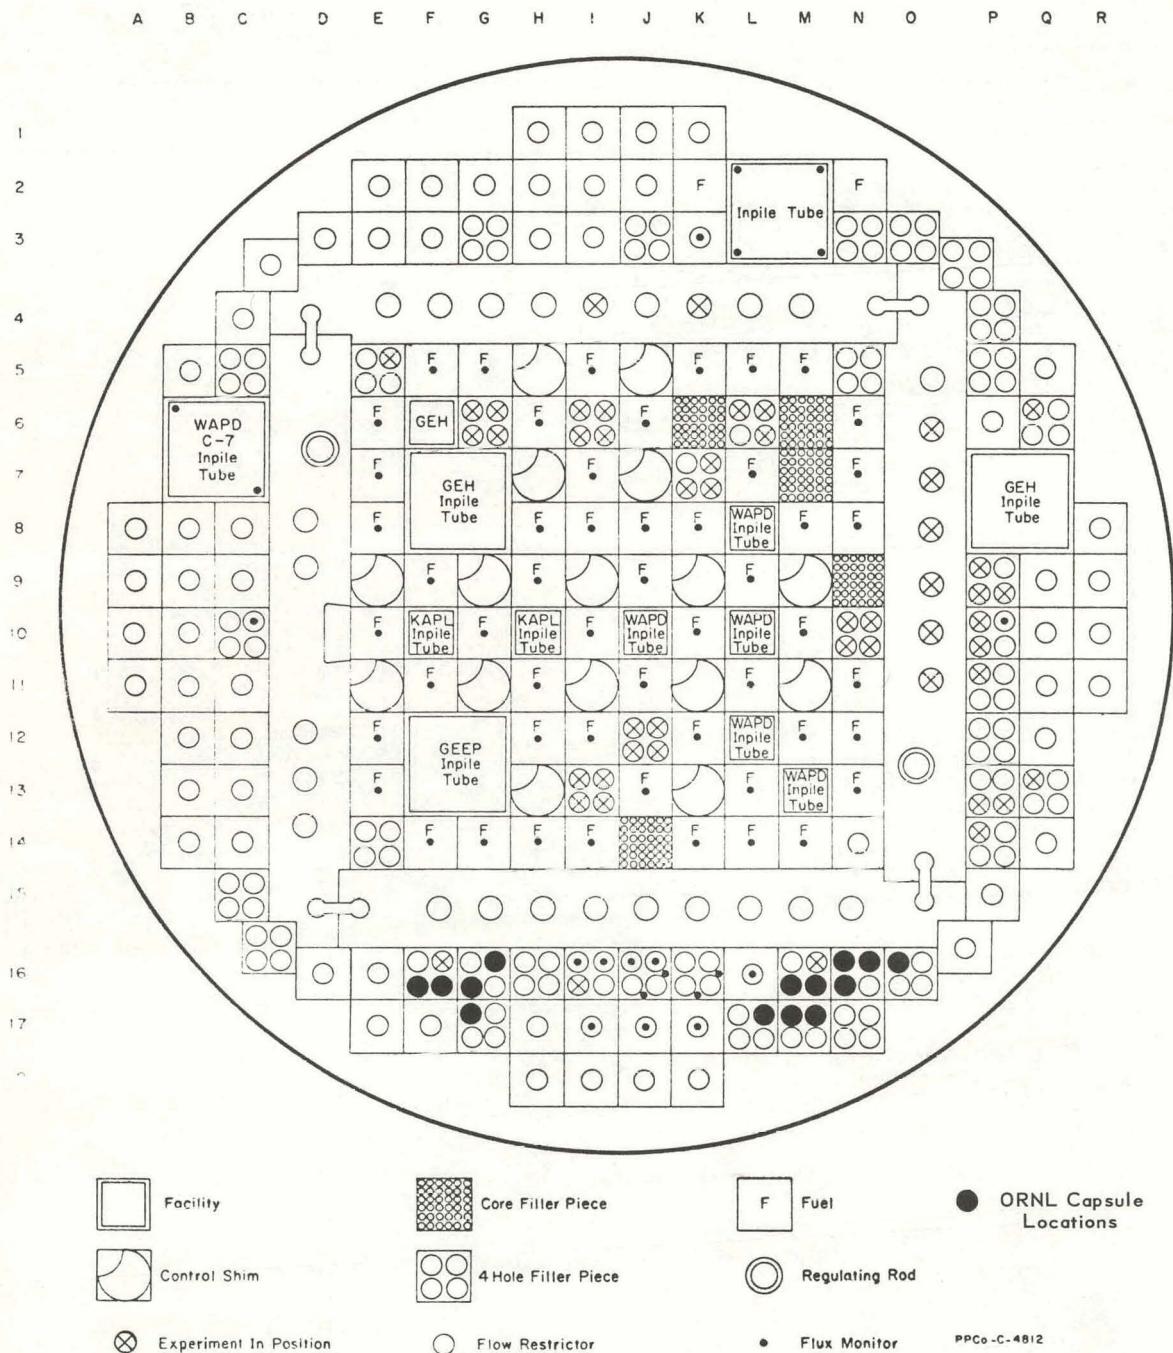 A B C D E F G H I J K L M N O P Q R
1
2 F F
Inpile Tube
3
4
5 F F F F F F
6 F GEH F F F
WAPD
C-7
Inpile
Tube
7 F F F F
GEH
Inpile
Tube
GEH
Inpile
Tube
8 F F F F F WAPD Inpile Tube F F
9 F F F F
10 F KAPL Inpile Tube F KAPL Inpile Tube F WAPD Inpile Tube F WAPD Inpile Tube F
11 F F F F F
12 F F F F WAPD Inpile Tube F F
GEEP
Inpile
Tube
13 F F F WAPD Inpile Tube F
14 F F F F F F F
16
17
Facility
Core Filler Piece
F Fuel
ORNL Capsule
Locations
Control Shim
4 Hole Filler Piece
Regulating Rod
Experiment In Position
Flow Restrictor
Flux Monitor
PPCo-C-4812